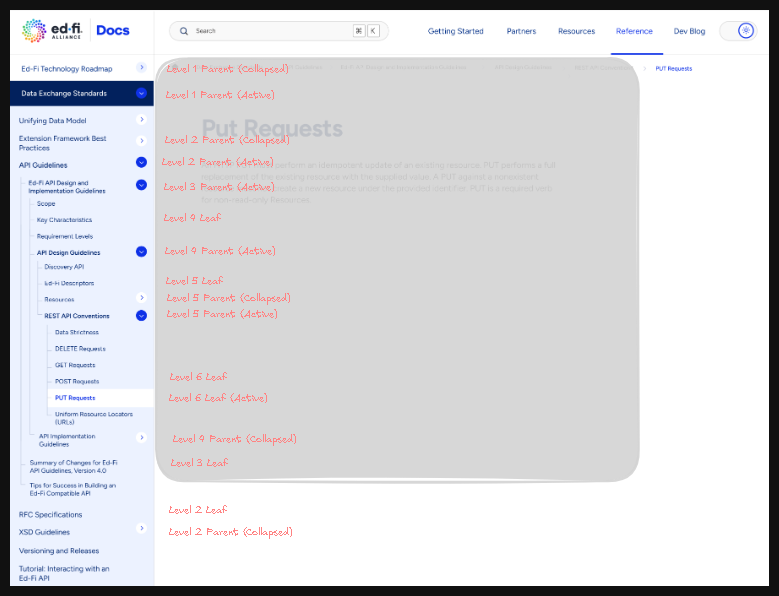 ed-fi ALLIANCE Docs
Search ⌘ K
Getting Started Partners Resources Reference Dev Blog
Ed-Fi Technology Roadmap
Level 1 Parent (Collapsed)
PUT Requests
Data Exchange Standards
Level 1 Parent (Active)
Put Requests
Unifying Data Model
Extension Framework Best
Practices
Level 2 Parent (Collapsed)
API Guidelines
Level 2 Parent (Active)
perform an idempotent update of an existing resource. PUT performs a full
replacement of the existing resource with the supplied body. A PUT against a nonexistent
a new resource under the provided identifier. PUT is a required verb
for non-read-only Resources.
Ed-Fi API Design and
Implementation Guidelines
Level 3 Parent (Active)
Scope
Key Characteristics
Level 4 Leaf
Requirement Levels
API Design Guidelines
Level 4 Parent (Active)
Discovery API
Ed-Fi Descriptors
Level 5 Leaf
Resources
Level 5 Parent (Collapsed)
REST API Conventions
Level 5 Parent (Active)
Data Strictness
DELETE Requests
GET Requests
POST Requests
Level 6 Leaf
PUT Requests
Level 6 Leaf (Active)
Uniform Resource Locators
(URLs)
API Implementation
Guidelines
Level 4 Parent (Collapsed)
Summary of Changes for Ed-Fi
API Guidelines, Version 4.0
Level 3 Leaf
Tips for Success in Building an
Ed-Fi Compatible API
RFC Specifications
Level 2 Leaf
XSD Guidelines
Level 2 Parent (Collapsed)
Versioning and Releases
Tutorial: Interacting with an
Ed-Fi API